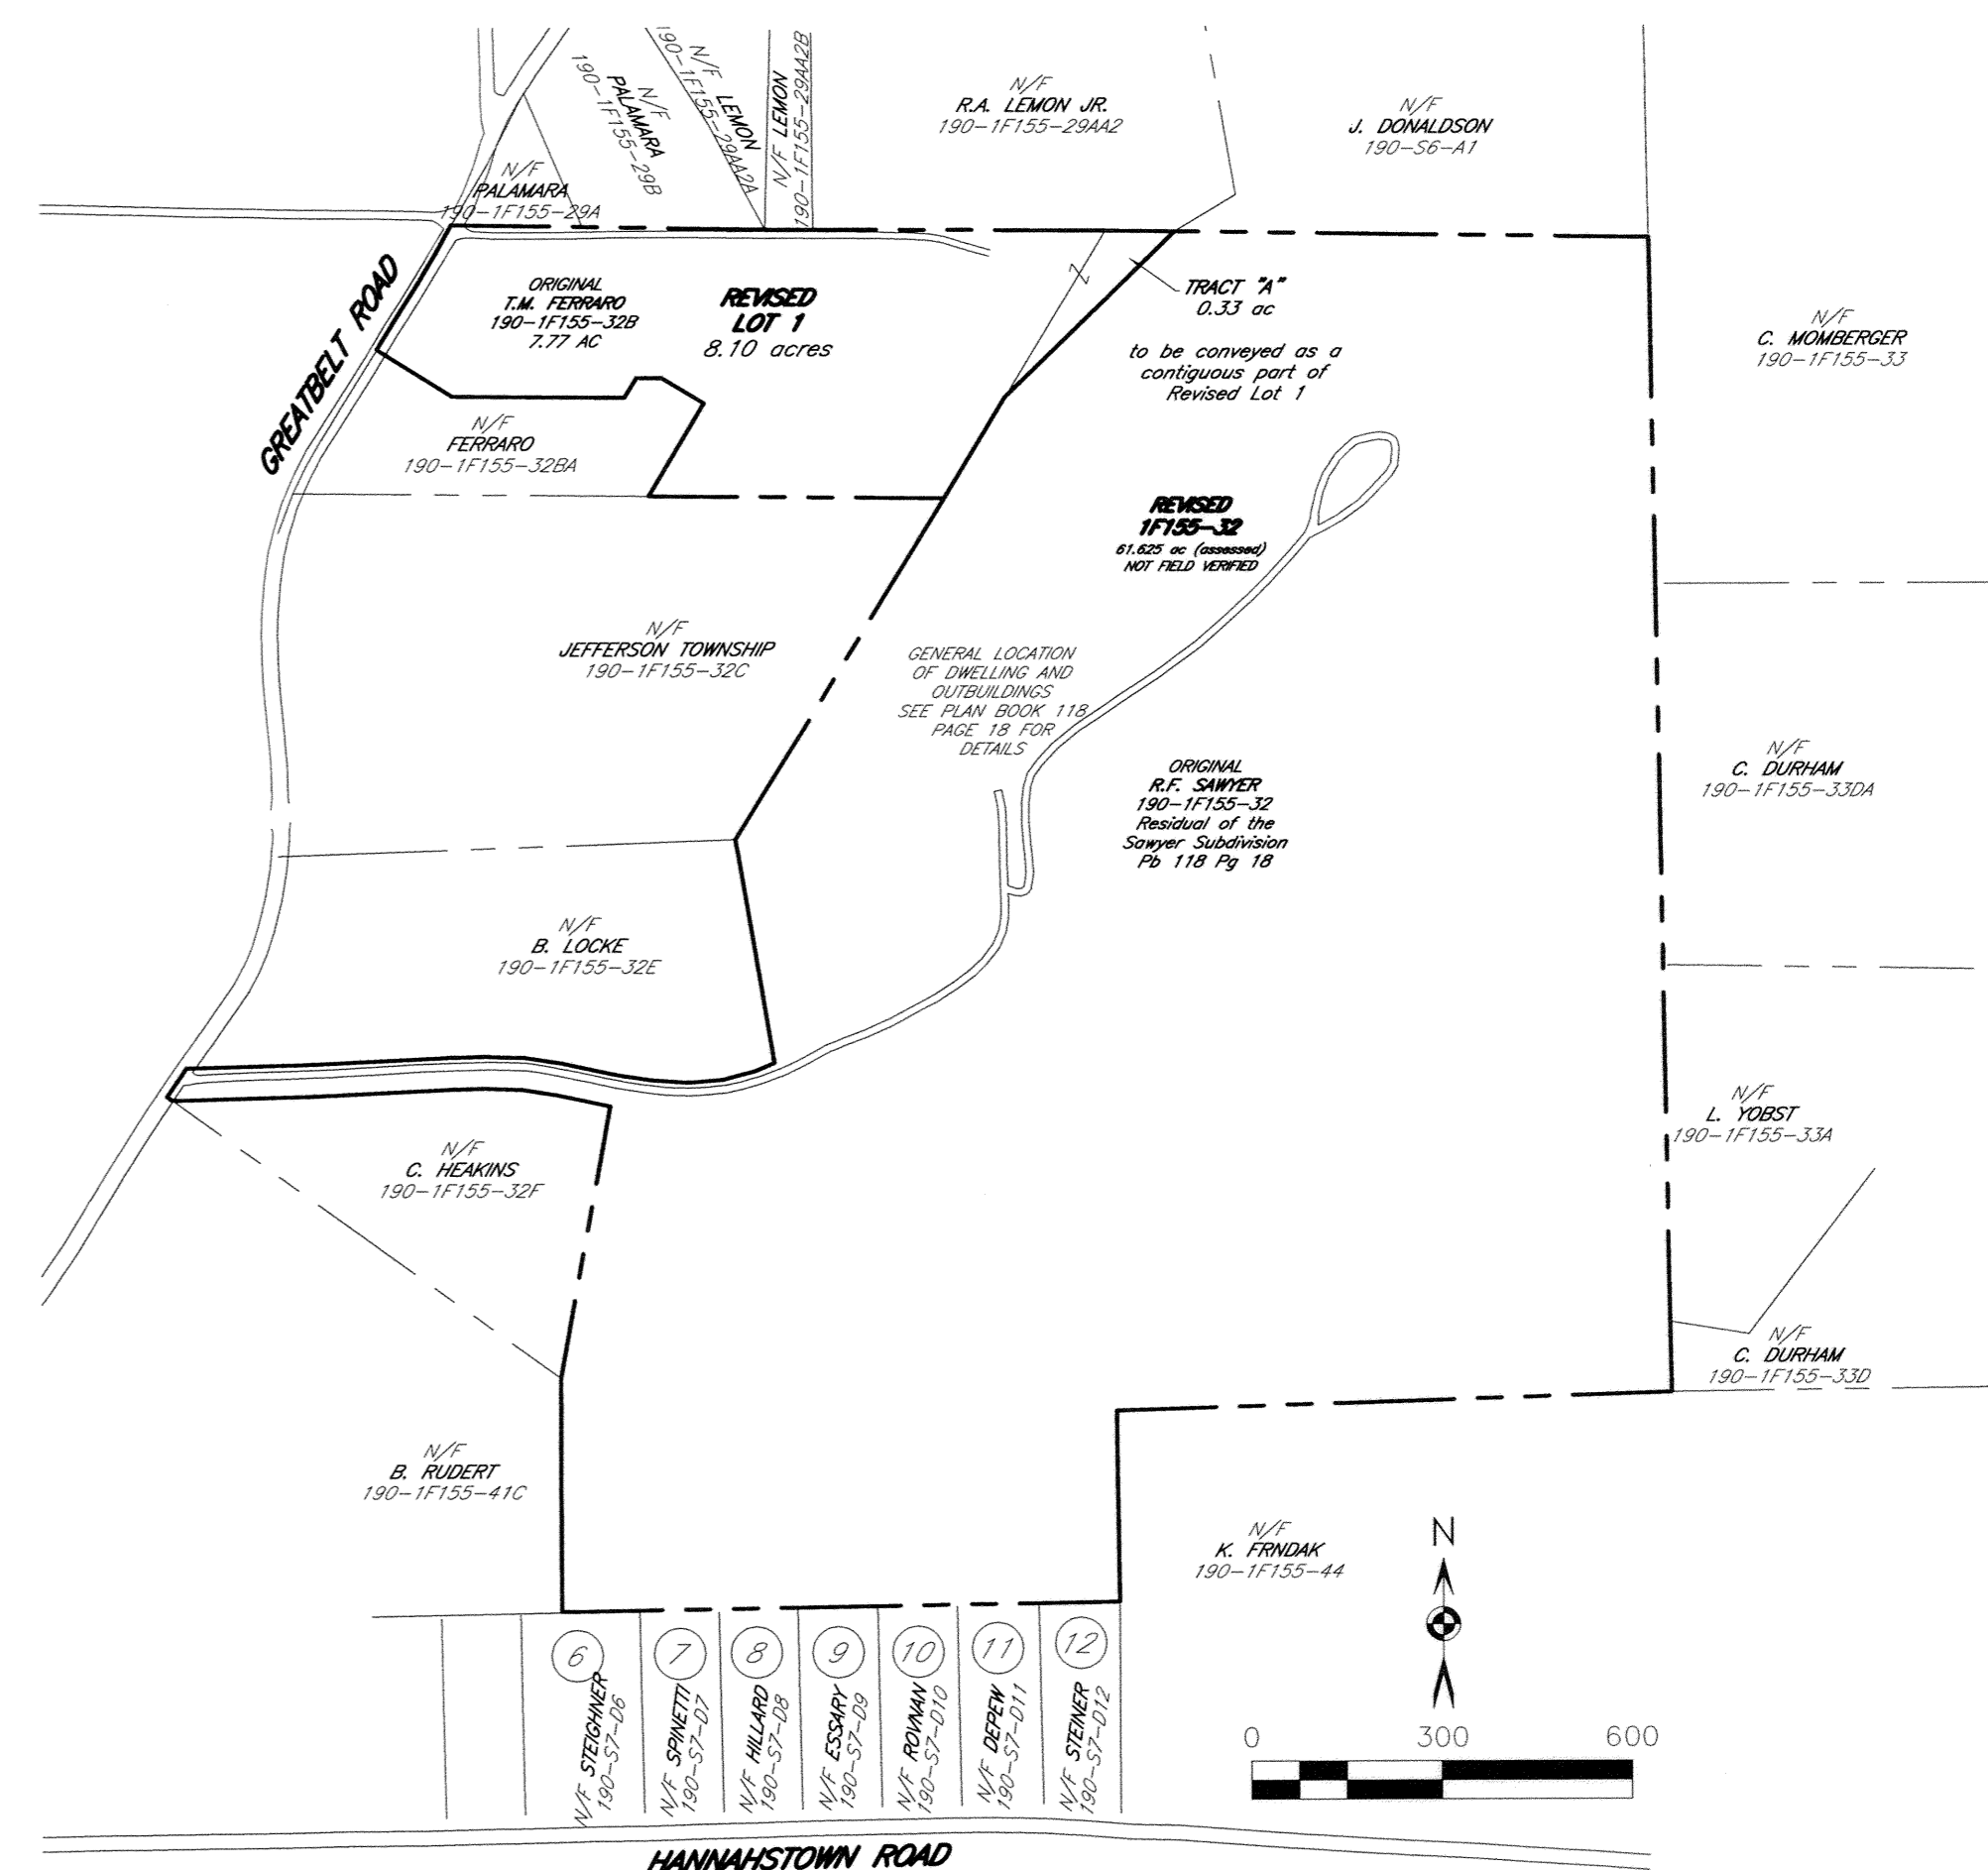 N/F
PALAMARA
190-1F155-29A
N/F
PALAMARA
190-1F155-29B
N/F LEMON
190-1F155-29AA2A
N/F LEMON
190-1F155-29AA2B
N/F
R.A. LEMON JR.
190-1F155-29AA2
N/F
J. DONALDSON
190-S6-A1
GREATBELT ROAD
ORIGINAL
T.M. FERRARO
190-1F155-32B
7.77 AC
REVISED
LOT 1
8.10 acres
Z
TRACT "A"
0.33 ac
to be conveyed as a
contiguous part of
Revised Lot 1
N/F
C. MOMBERGER
190-1F155-33
N/F
FERRARO
190-1F155-32BA
REVISED
1F155-32
61.625 ac (assessed)
NOT FIELD VERIFIED
N/F
JEFFERSON TOWNSHIP
190-1F155-32C
GENERAL LOCATION
OF DWELLING AND
OUTBUILDINGS
SEE PLAN BOOK 118
PAGE 18 FOR
DETAILS
ORIGINAL
R.F. SAWYER
190-1F155-32
Residual of the
Sawyer Subdivision
Pb 118 Pg 18
N/F
C. DURHAM
190-1F155-33DA
N/F
B. LOCKE
190-1F155-32E
N/F
L. YOBST
190-1F155-33A
N/F
C. HEAKINS
190-1F155-32F
N/F
C. DURHAM
190-1F155-33D
N/F
B. RUDERT
190-1F155-41C
N/F
K. FRNDAK
190-1F155-44
N
6
N/F STEIGHNER
190-S7-D6
7
N/F SPINETTI
190-S7-D7
8
N/F HILLARD
190-S7-D8
9
N/F ESSARY
190-S7-D9
10
N/F ROVNAN
190-S7-D10
11
N/F DEPEW
190-S7-D11
12
N/F STEINER
190-S7-D12
0 300 600
HANNAHSTOWN ROAD